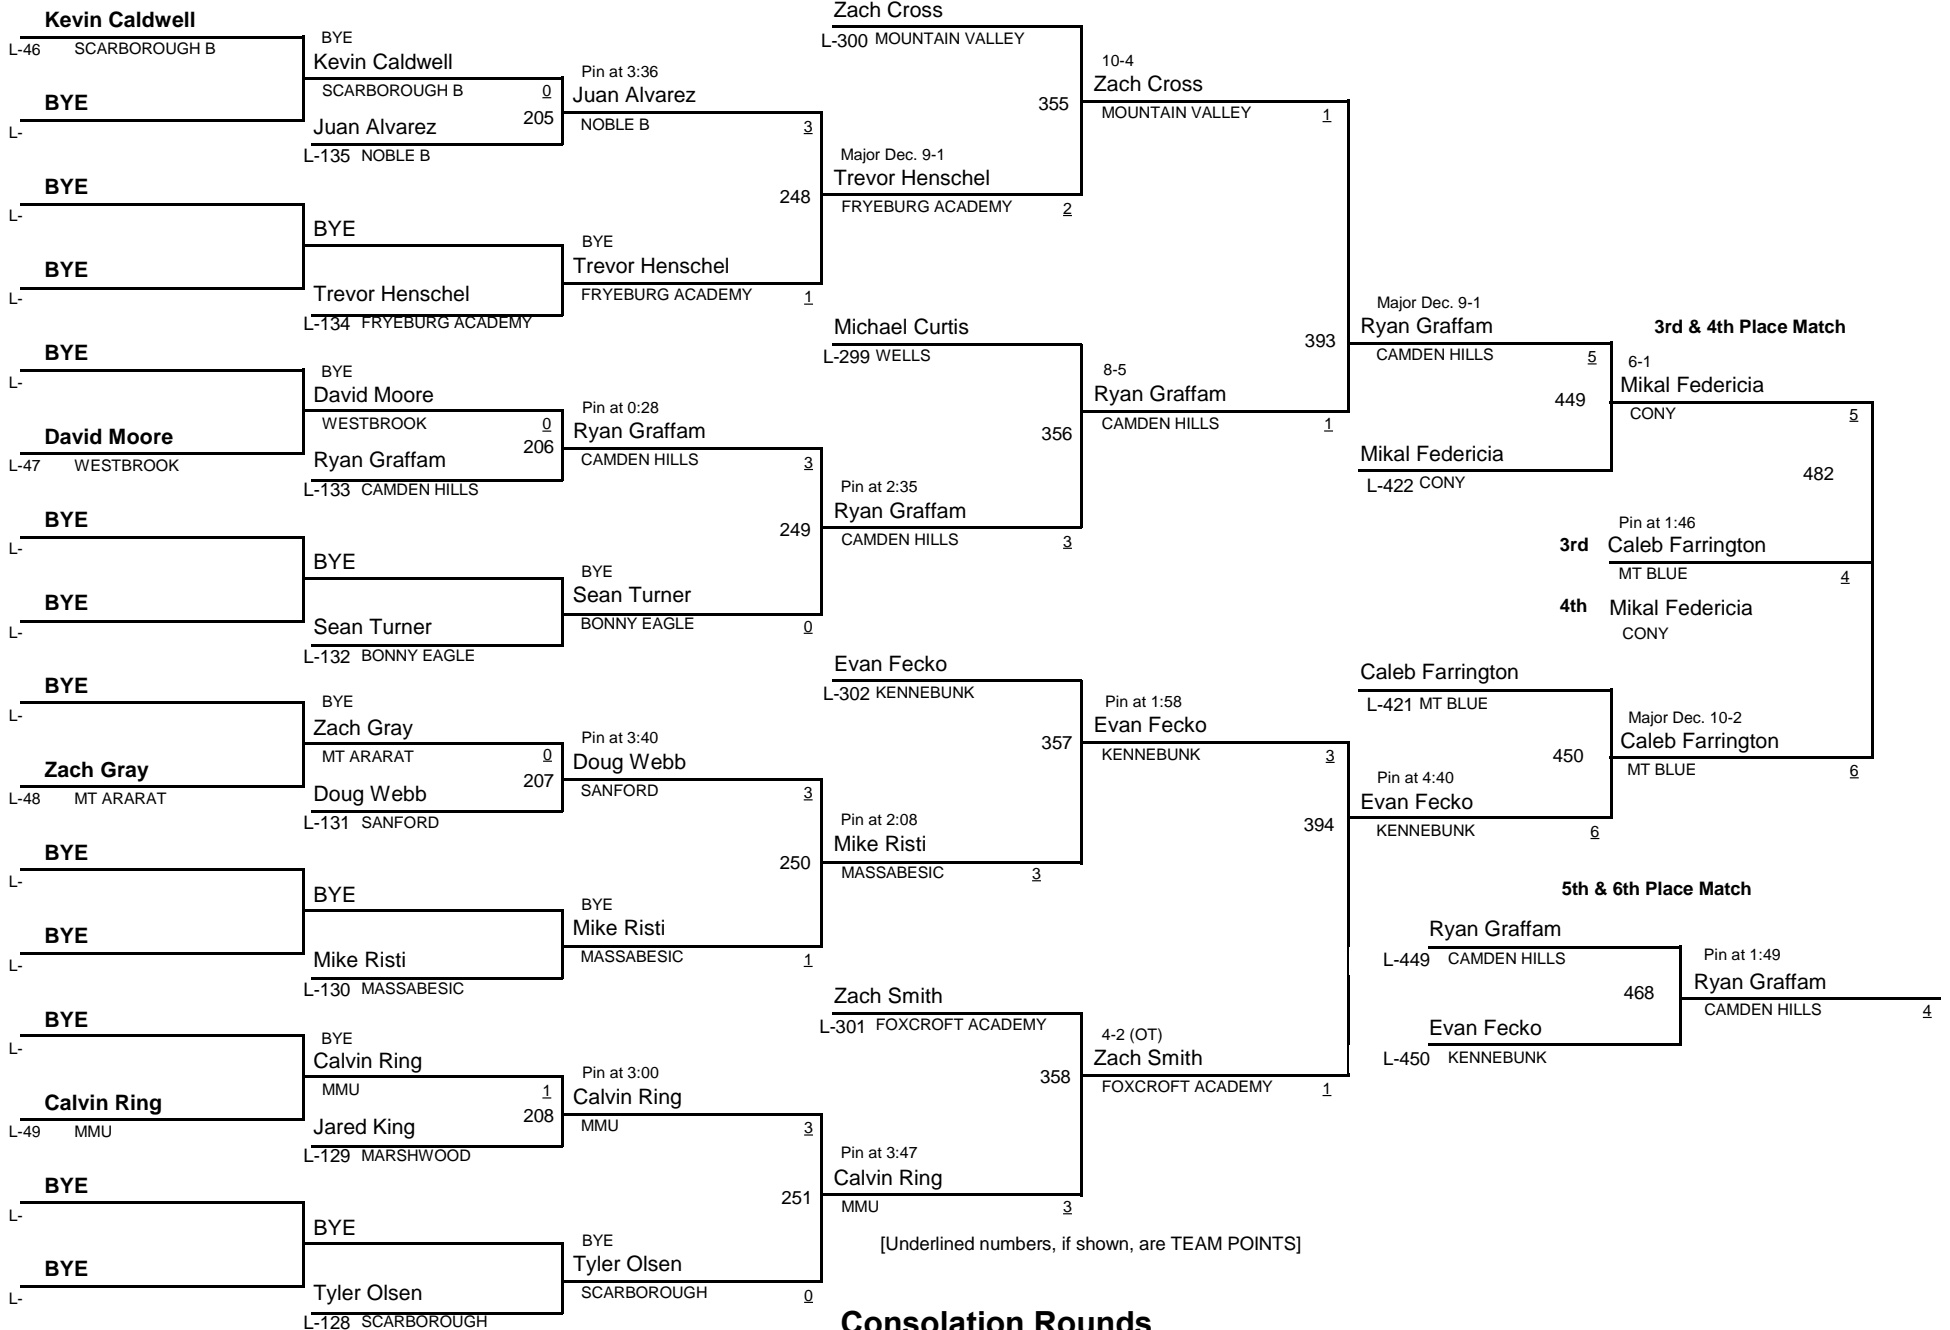 Kevin Caldwell
L-46 SCARBOROUGH B
BYE
L-
BYE
L-
BYE
L-
BYE
L-
David Moore
L-47 WESTBROOK
BYE
L-
BYE
L-
BYE
L-
Zach Gray
L-48 MT ARARAT
BYE
L-
BYE
L-
BYE
L-
Calvin Ring
L-49 MMU
BYE
L-
BYE
L-
BYE
Kevin Caldwell
SCARBOROUGH B 0
205
Juan Alvarez
L-135 NOBLE B
BYE
Trevor Henschel
L-134 FRYEBURG ACADEMY
BYE
David Moore
WESTBROOK 0
206
Ryan Graffam
L-133 CAMDEN HILLS
BYE
Sean Turner
L-132 BONNY EAGLE
BYE
Zach Gray
MT ARARAT 0
207
Doug Webb
L-131 SANFORD
BYE
Mike Risti
L-130 MASSABESIC
BYE
Calvin Ring
MMU 1
208
Jared King
L-129 MARSHWOOD
BYE
Tyler Olsen
L-128 SCARBOROUGH
Pin at 3:36
Juan Alvarez
NOBLE B 3
248
BYE
Trevor Henschel
FRYEBURG ACADEMY 1
Pin at 0:28
Ryan Graffam
CAMDEN HILLS 3
249
BYE
Sean Turner
BONNY EAGLE 0
Pin at 3:40
Doug Webb
SANFORD 3
250
BYE
Mike Risti
MASSABESIC 1
Pin at 3:00
Calvin Ring
MMU 3
251
BYE
Tyler Olsen
SCARBOROUGH 0
Zach Cross
L-300 MOUNTAIN VALLEY
355
Major Dec. 9-1
Trevor Henschel
FRYEBURG ACADEMY 2
Michael Curtis
L-299 WELLS
356
Pin at 2:35
Ryan Graffam
CAMDEN HILLS 3
Evan Fecko
L-302 KENNEBUNK
357
Pin at 2:08
Mike Risti
MASSABESIC 3
Zach Smith
L-301 FOXCROFT ACADEMY
358
Pin at 3:47
Calvin Ring
MMU 3
10-4
Zach Cross
MOUNTAIN VALLEY 1
393
8-5
Ryan Graffam
CAMDEN HILLS 1
Pin at 1:58
Evan Fecko
KENNEBUNK 3
394
4-2 (OT)
Zach Smith
FOXCROFT ACADEMY 1
Major Dec. 9-1
Ryan Graffam
CAMDEN HILLS 5
449
Mikal Federicia
L-422 CONY
Caleb Farrington
L-421 MT BLUE
450
Pin at 4:40
Evan Fecko
KENNEBUNK 6
3rd & 4th Place Match
6-1
Mikal Federicia
CONY 5
482
Pin at 1:46
3rd Caleb Farrington
MT BLUE 4
4th Mikal Federicia
CONY
Major Dec. 10-2
Caleb Farrington
MT BLUE 6
5th & 6th Place Match
Ryan Graffam
L-449 CAMDEN HILLS
468
Evan Fecko
L-450 KENNEBUNK
Pin at 1:49
Ryan Graffam
CAMDEN HILLS 4
[Underlined numbers, if shown, are TEAM POINTS]
Consolation Rounds